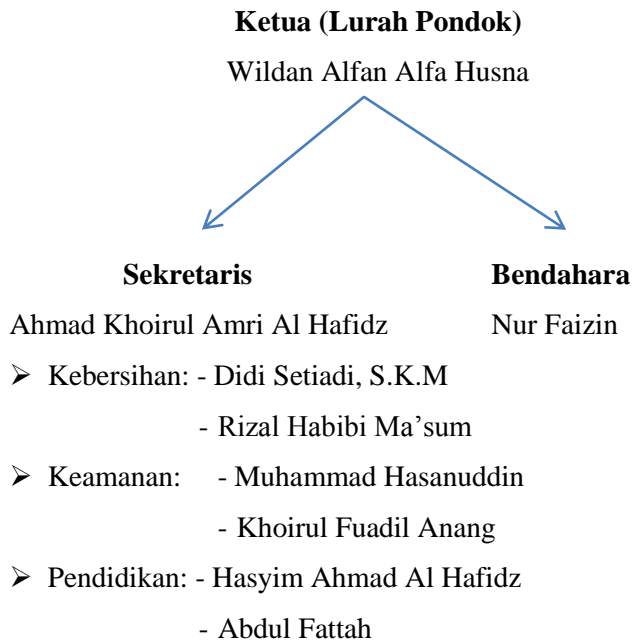 Ketua (Lurah Pondok)
Wildan Alfan Alfa Husna
Sekretaris Bendahara
Ahmad Khoirul Amri Al Hafidz Nur Faizin
➢ Kebersihan: - Didi Setiadi, S.K.M
- Rizal Habibi Ma’sum
➢ Keamanan: - Muhammad Hasanuddin
- Khoirul Fuadil Anang
➢ Pendidikan: - Hasyim Ahmad Al Hafidz
- Abdul Fattah